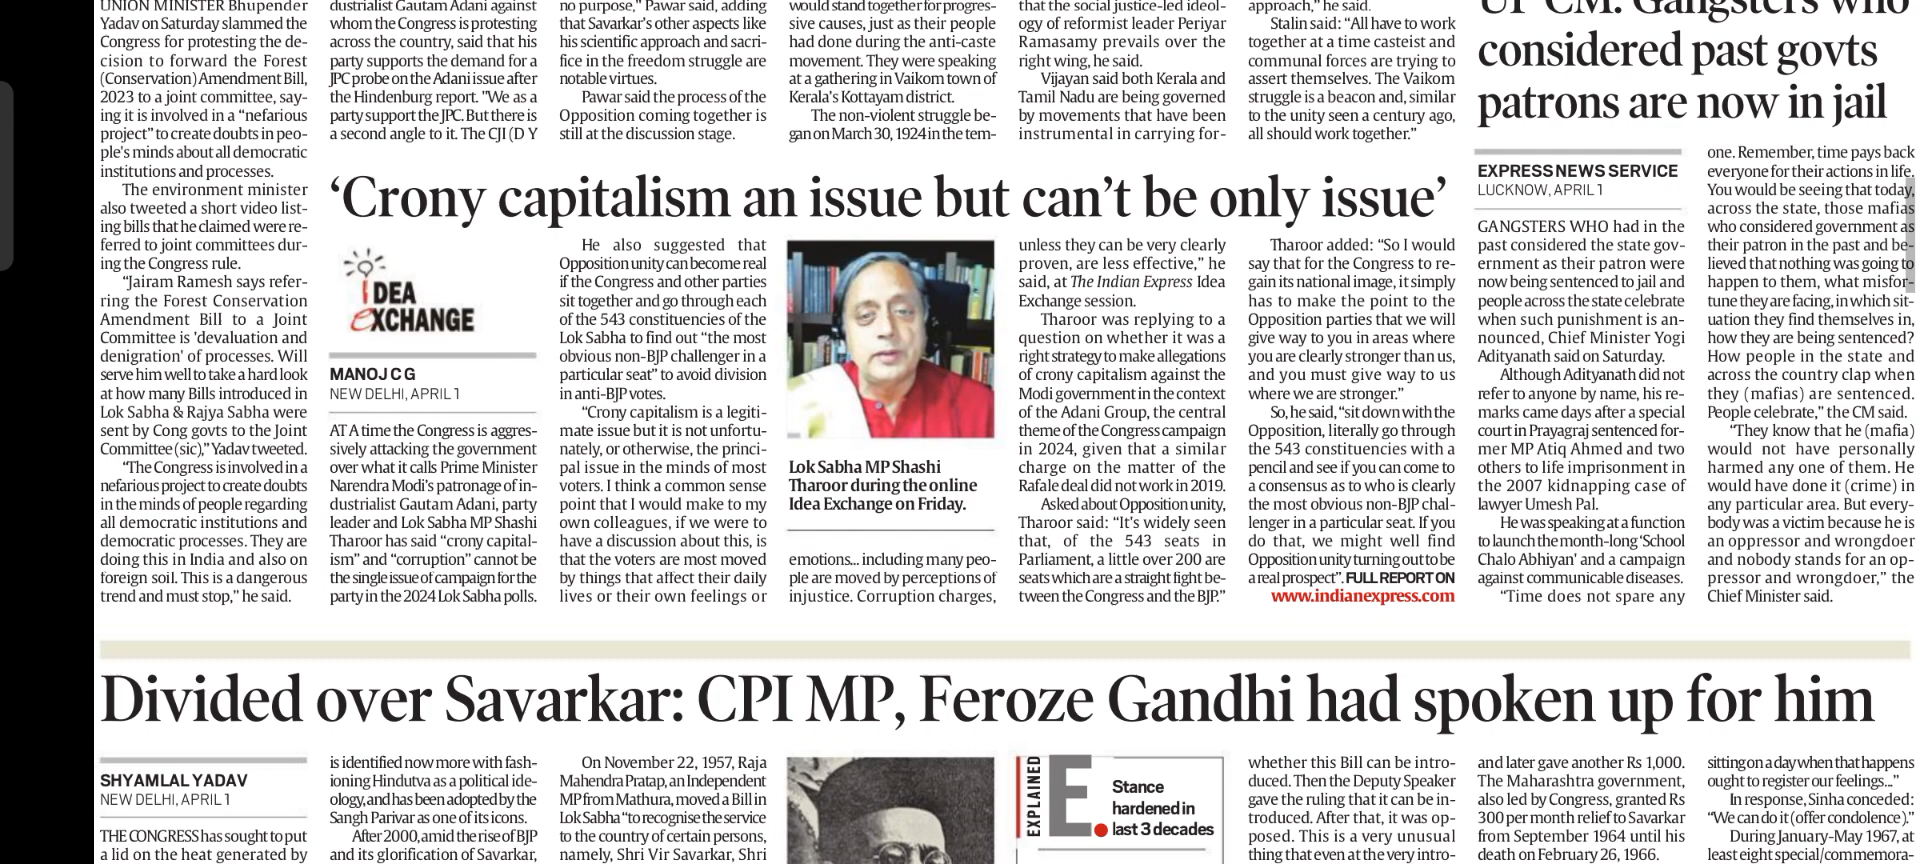 UNION MINISTER Bhupender
Yadav on Saturday slammed the
Congress for protesting the de-
cision to forward the Forest
(Conservation) Amendment Bill,
2023 to a joint committee, say-
ing it is involved in a “nefarious
project” to create doubts in peo-
ple's minds about all democratic
institutions and processes.
The environment minister
also tweeted a short video list-
ing bills that he claimed were re-
ferred to joint committees dur-
ing the Congress rule.
“Jairam Ramesh says refer-
ring the Forest Conservation
Amendment Bill to a Joint
Committee is 'devaluation and
denigration' of processes. Will
serve him well to take a hard look
at how many Bills introduced in
Lok Sabha & Rajya Sabha were
sent by Cong govts to the Joint
Committee (sic),” Yadav tweeted.
“The Congress is involved in a
nefarious project to create doubts
in the minds of people regarding
all democratic institutions and
democratic processes. They are
doing this in India and also on
foreign soil. This is a dangerous
trend and must stop,” he said.
dustrialist Gautam Adani against
whom the Congress is protesting
across the country, said that his
party supports the demand for a
JPC probe on the Adani issue after
the Hindenburg report. "We as a
party support the JPC. But there is
a second angle to it. The CJI (D Y
no purpose,” Pawar said, adding
that Savarkar's other aspects like
his scientific approach and sacri-
fice in the freedom struggle are
notable virtues.
Pawar said the process of the
Opposition coming together is
still at the discussion stage.
would stand together for progres-
sive causes, just as their people
had done during the anti-caste
movement. They were speaking
at a gathering in Vaikom town of
Kerala's Kottayam district.
The non-violent struggle be-
gan on March 30, 1924 in the tem-
that the social justice-led ideol-
ogy of reformist leader Periyar
Ramasamy prevails over the
right wing, he said.
Vijayan said both Kerala and
Tamil Nadu are being governed
by movements that have been
instrumental in carrying for-
approach,” he said.
Stalin said: “All have to work
together at a time casteist and
communal forces are trying to
assert themselves. The Vaikom
struggle is a beacon and, similar
to the unity seen a century ago,
all should work together.”
‘Crony capitalism an issue but can’t be only issue’
IDEA
eXCHANGE
MANOJ C G
NEW DELHI, APRIL 1
AT A time the Congress is aggres-
sively attacking the government
over what it calls Prime Minister
Narendra Modi's patronage of in-
dustrialist Gautam Adani, party
leader and Lok Sabha MP Shashi
Tharoor has said “crony capital-
ism” and “corruption” cannot be
the single issue of campaign for the
party in the 2024 Lok Sabha polls.
He also suggested that
Opposition unity can become real
if the Congress and other parties
sit together and go through each
of the 543 constituencies of the
Lok Sabha to find out “the most
obvious non-BJP challenger in a
particular seat” to avoid division
in anti-BJP votes.
“Crony capitalism is a legiti-
mate issue but it is not unfortu-
nately, or otherwise, the princi-
pal issue in the minds of most
voters. I think a common sense
point that I would make to my
own colleagues, if we were to
have a discussion about this, is
that the voters are most moved
by things that affect their daily
lives or their own feelings or
Lok Sabha MP Shashi
Tharoor during the online
Idea Exchange on Friday.
emotions... including many peo-
ple are moved by perceptions of
injustice. Corruption charges,
unless they can be very clearly
proven, are less effective,” he
said, at The Indian Express Idea
Exchange session.
Tharoor was replying to a
question on whether it was a
right strategy to make allegations
of crony capitalism against the
Modi government in the context
of the Adani Group, the central
theme of the Congress campaign
in 2024, given that a similar
charge on the matter of the
Rafale deal did not work in 2019.
Asked about Opposition unity,
Tharoor said: “It's widely seen
that, of the 543 seats in
Parliament, a little over 200 are
seats which are a straight fight be-
tween the Congress and the BJP.”
Tharoor added: “So I would
say that for the Congress to re-
gain its national image, it simply
has to make the point to the
Opposition parties that we will
give way to you in areas where
you are clearly stronger than us,
and you must give way to us
where we are stronger.”
So, he said, “sit down with the
Opposition, literally go through
the 543 constituencies with a
pencil and see if you can come to
a consensus as to who is clearly
the most obvious non-BJP chal-
lenger in a particular seat. If you
do that, we might well find
Opposition unity turning out to be
a real prospect”. FULL REPORT ON
www.indianexpress.com
UP CM: Gangsters who
considered past govts
patrons are now in jail
EXPRESS NEWS SERVICE
LUCKNOW, APRIL 1
GANGSTERS WHO had in the
past considered the state gov-
ernment as their patron were
now being sentenced to jail and
people across the state celebrate
when such punishment is an-
nounced, Chief Minister Yogi
Adityanath said on Saturday.
Although Adityanath did not
refer to anyone by name, his re-
marks came days after a special
court in Prayagraj sentenced for-
mer MP Atiq Ahmed and two
others to life imprisonment in
the 2007 kidnapping case of
lawyer Umesh Pal.
He was speaking at a function
to launch the month-long ‘School
Chalo Abhiyan' and a campaign
against communicable diseases.
“Time does not spare any
one. Remember, time pays back
everyone for their actions in life.
You would be seeing that today,
across the state, those mafias
who considered government as
their patron in the past and be-
lieved that nothing was going to
happen to them, what misfor-
tune they are facing, in which sit-
uation they find themselves in,
how they are being sentenced?
How people in the state and
across the country clap when
they (mafias) are sentenced.
People celebrate,” the CM said.
“They know that he (mafia)
would not have personally
harmed any one of them. He
would have done it (crime) in
any particular area. But every-
body was a victim because he is
an oppressor and wrongdoer
and nobody stands for an op-
pressor and wrongdoer,” the
Chief Minister said.
Divided over Savarkar: CPI MP, Feroze Gandhi had spoken up for him
SHYAMLAL YADAV
NEW DELHI, APRIL 1
THE CONGRESS has sought to put
a lid on the heat generated by
is identified now more with fash-
ioning Hindutva as a political ide-
ology, and has been adopted by the
Sangh Parivar as one of its icons.
After 2000, amid the rise of BJP
and its glorification of Savarkar,
On November 22, 1957, Raja
Mahendra Pratap, an Independent
MP from Mathura, moved a Bill in
Lok Sabha “to recognise the service
to the country of certain persons,
namely, Shri Vir Savarkar, Shri
EXPLAINED
E.
Stance
hardened in
last 3 decades
whether this Bill can be intro-
duced. Then the Deputy Speaker
gave the ruling that it can be in-
troduced. After that, it was op-
posed. This is a very unusual
thing that even at the very intro-
and later gave another Rs 1,000.
The Maharashtra government,
also led by Congress, granted Rs
300 per month relief to Savarkar
from September 1964 until his
death on February 26, 1966.
sitting on a day when that happens
ought to register our feelings...”
In response, Sinha conceded:
“We can do it (offer condolence).”
During January-May 1967, at
least eight special/commemora-